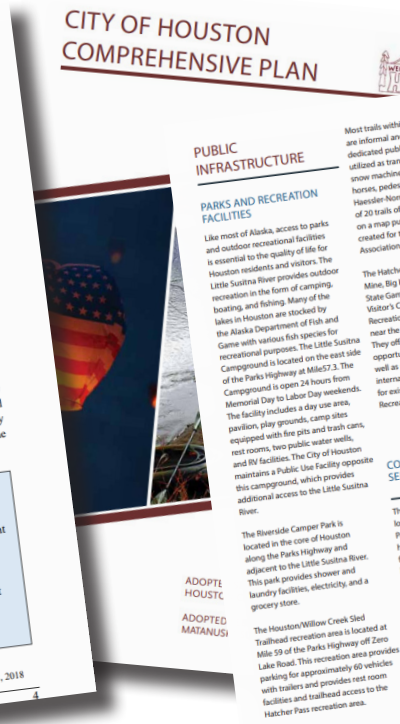 CITY OF HOUSTON
COMPREHENSIVE PLAN
PUBLIC
INFRASTRUCTURE
PARKS AND RECREATION
FACILITIES
Like most of Alaska, access to parks
and outdoor recreational facilities
is essential to the quality of life for
Houston residents and visitors. The
Little Susitna River provides outdoor
recreation in the form of camping,
boating, and fishing. Many of the
lakes in Houston are stocked by
the Alaska Department of Fish and
Game with various fish species for
recreational purposes. The Little Susitna
Campground is located on the east side
of the Parks Highway at Mile57.3. The
Campground is open 24 hours from
Memorial Day to Labor Day weekends.
The facility includes a day use area,
pavilion, play grounds, camp sites
equipped with fire pits and trash cans,
rest rooms, two public water wells,
and RV facilities. The City of Houston
maintains a Public Use Facility opposite
this campground, which provides
additional access to the Little Susitna
River.
The Riverside Camper Park is
located in the core of Houston
along the Parks Highway and
adjacent to the Little Susitna River.
This park provides shower and
laundry facilities, electricity, and a
grocery store.
The Houston/Willow Creek Sled
Trailhead recreation area is located at
Mile 59 of the Parks Highway off Zero
Lake Road. This recreation area provides
parking for approximately 60 vehicles
with trailers and provides rest room
facilities and trailhead access to the
Hatcher Pass recreation area.
Most trails withi
are informal an
dedicated publ
utilized as tran
snow machine
horses, pedes
Haessler-Nor
of 20 trails of
on a map pu
created for t
Association
The Hatch
Mine, Big
State Gam
Visitor's C
Recreatio
near the
They off
opportu
well as
interna
for exi
Recrea
CO
SE
Th
lo
P
ADOPTE
HOUSTO
ADOPTED
MATANUS
, 2018
4